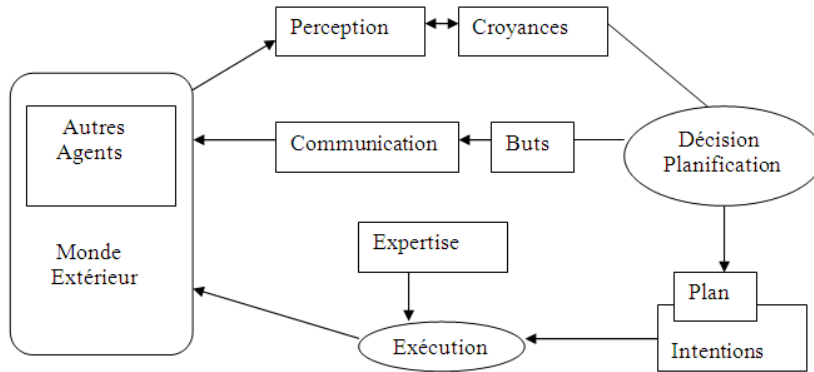 Perception
Croyances
Autres
Agents
Communication
Buts
Décision
Planification
Monde
Extérieur
Expertise
Plan
Exécution
Intentions